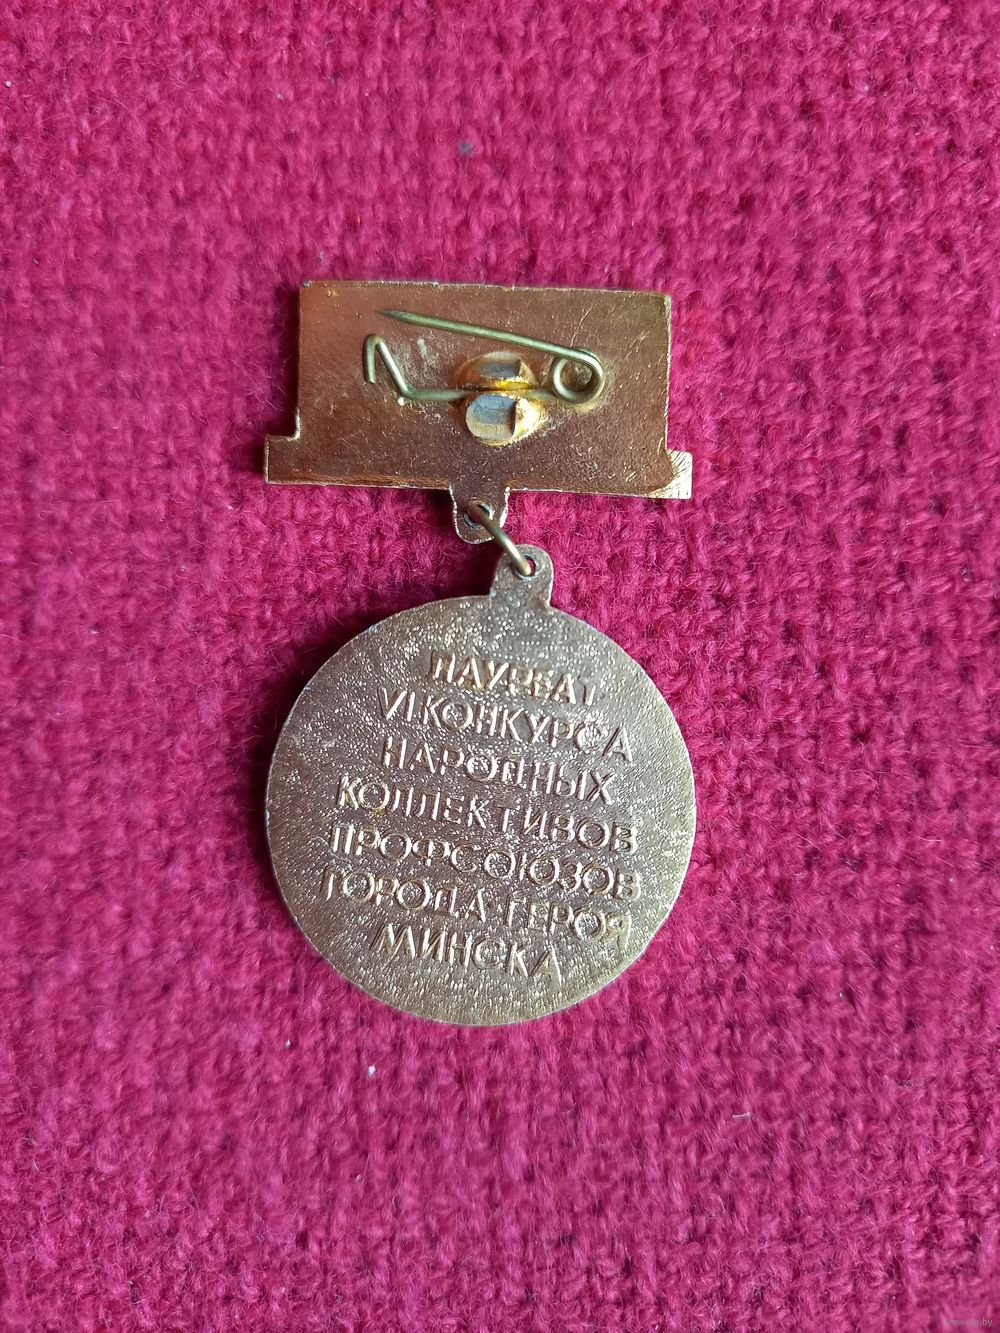 ЛАУРЕАТ
VI КОНКУРСА
НАРОДНЫХ
КОЛЛЕКТИВОВ
ПРОФСОЮЗОВ
ГОРОДА ГЕРОЯ
МИНСКА